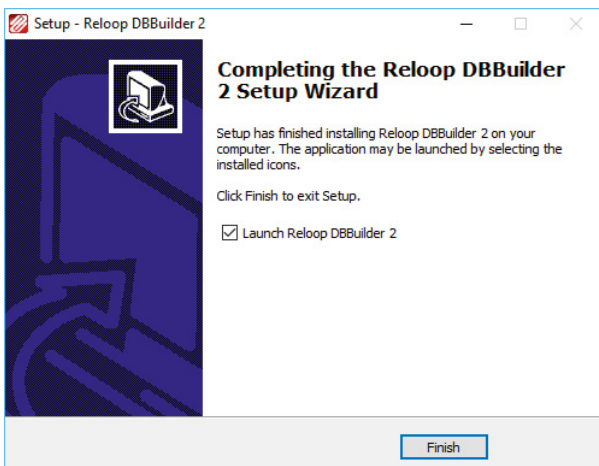 Setup - Reloop DBBuilder 2
Completing the Reloop DBBuilder
2 Setup Wizard
Setup has finished installing Reloop DBBuilder 2 on your
computer. The application may be launched by selecting the
installed icons.
Click Finish to exit Setup.
Launch Reloop DBBuilder 2
Finish